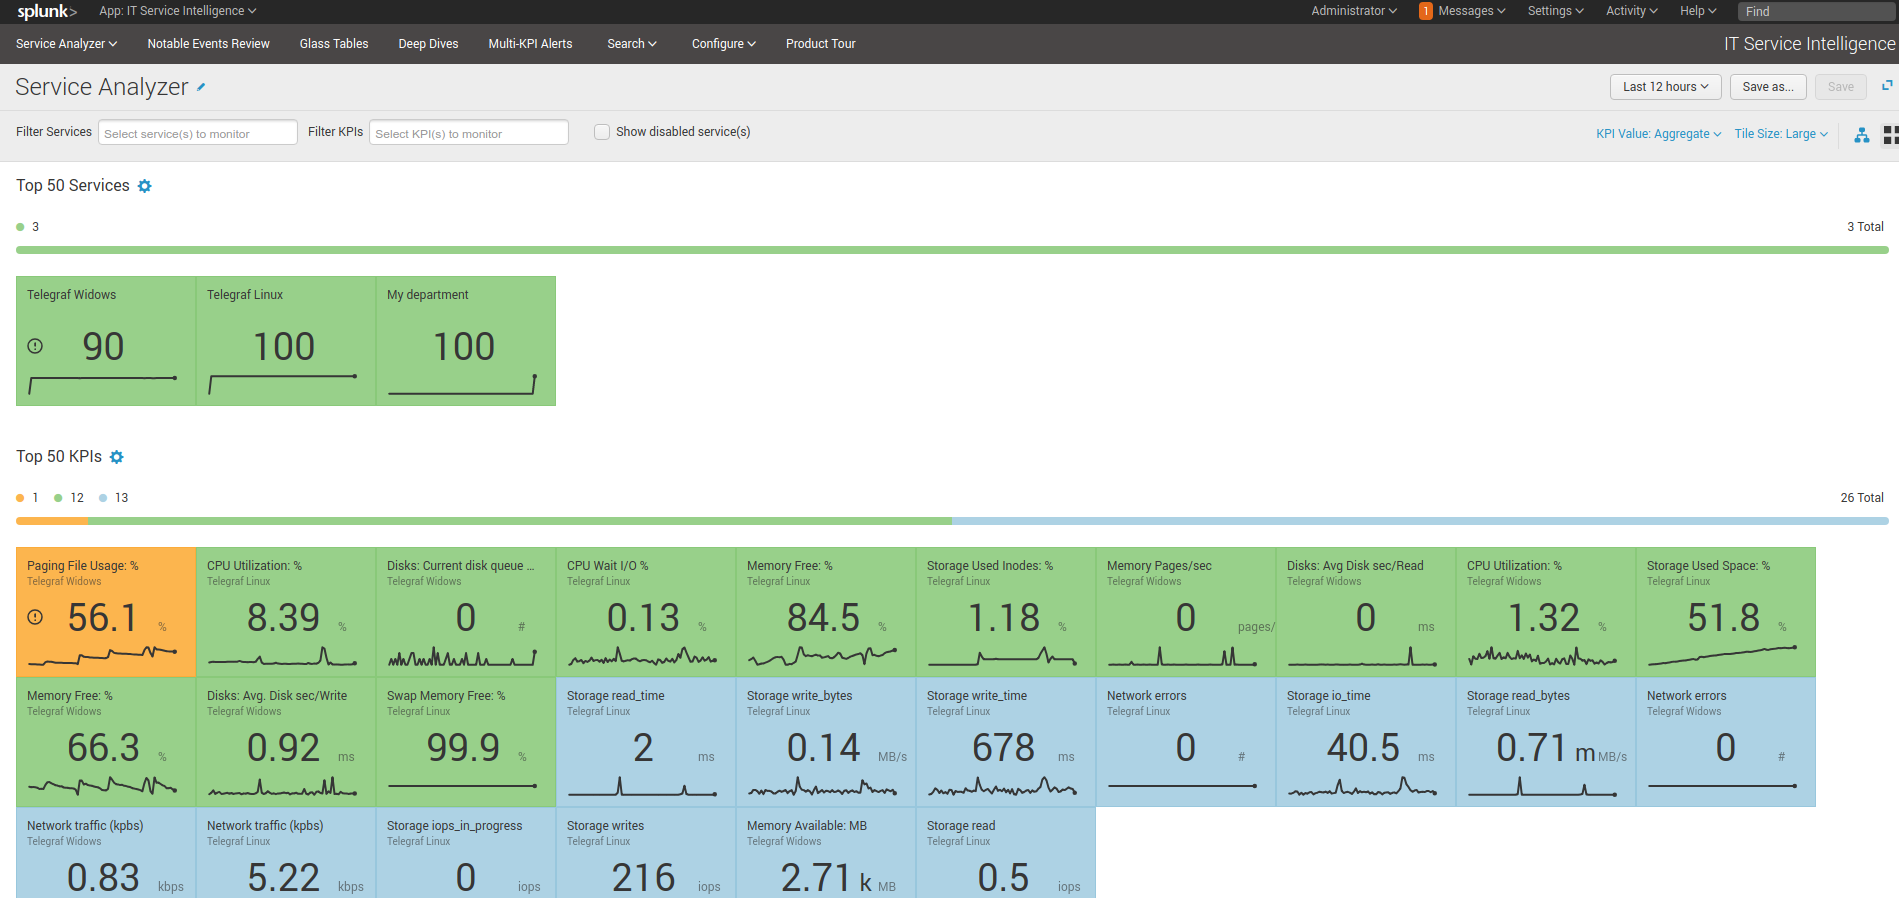 splunk> App: IT Service Intelligence Administrator 1 Messages Settings Activity Help Find
Service Analyzer Notable Events Review Glass Tables Deep Dives Multi-KPI Alerts Search Configure Product Tour IT Service Intelligence
Service Analyzer Last 12 hours Save as... Save
Filter Services Select service(s) to monitor Filter KPIs Select KPI(s) to monitor Show disabled service(s) KPI Value: Aggregate Tile Size: Large
Top 50 Services
3 3 Total
Telegraf Widows Telegraf Linux My department
90 100 100
Top 50 KPIs
1 12 13 26 Total
Paging File Usage: % CPU Utilization: % Disks: Current disk queue ... CPU Wait I/O % Memory Free: % Storage Used Inodes: % Memory Pages/sec Disks: Avg Disk sec/Read CPU Utilization: % Storage Used Space: %
Telegraf Widows Telegraf Linux Telegraf Widows Telegraf Linux Telegraf Linux Telegraf Linux Telegraf Widows Telegraf Widows Telegraf Widows Telegraf Linux
56.1 % 8.39 % 0 # 0.13 % 84.5 % 1.18 % 0 pages/ 0 ms 1.32 % 51.8 %
Memory Free: % Disks: Avg. Disk sec/Write Swap Memory Free: % Storage read_time Storage write_bytes Storage write_time Network errors Storage io_time Storage read_bytes Network errors
Telegraf Widows Telegraf Widows Telegraf Linux Telegraf Linux Telegraf Linux Telegraf Linux Telegraf Linux Telegraf Linux Telegraf Linux Telegraf Widows
66.3 % 0.92 ms 99.9 % 2 ms 0.14 MB/s 678 ms 0 # 40.5 ms 0.71 m MB/s 0 #
Network traffic (kpbs) Network traffic (kpbs) Storage iops_in_progress Storage writes Memory Available: MB Storage read
Telegraf Widows Telegraf Linux Telegraf Linux Telegraf Linux Telegraf Widows Telegraf Linux
0.83 kbps 5.22 kbps 0 iops 216 iops 2.71 k MB 0.5 iops